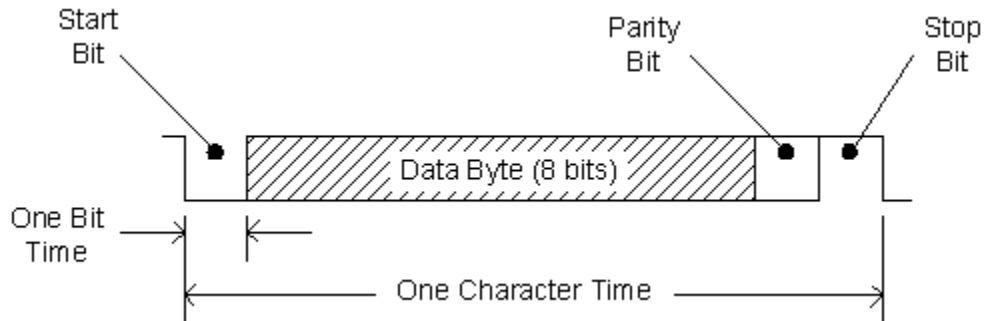 Start
Bit
Parity
Bit
Stop
Bit
Data Byte (8 bits)
One Bit
Time
One Character Time